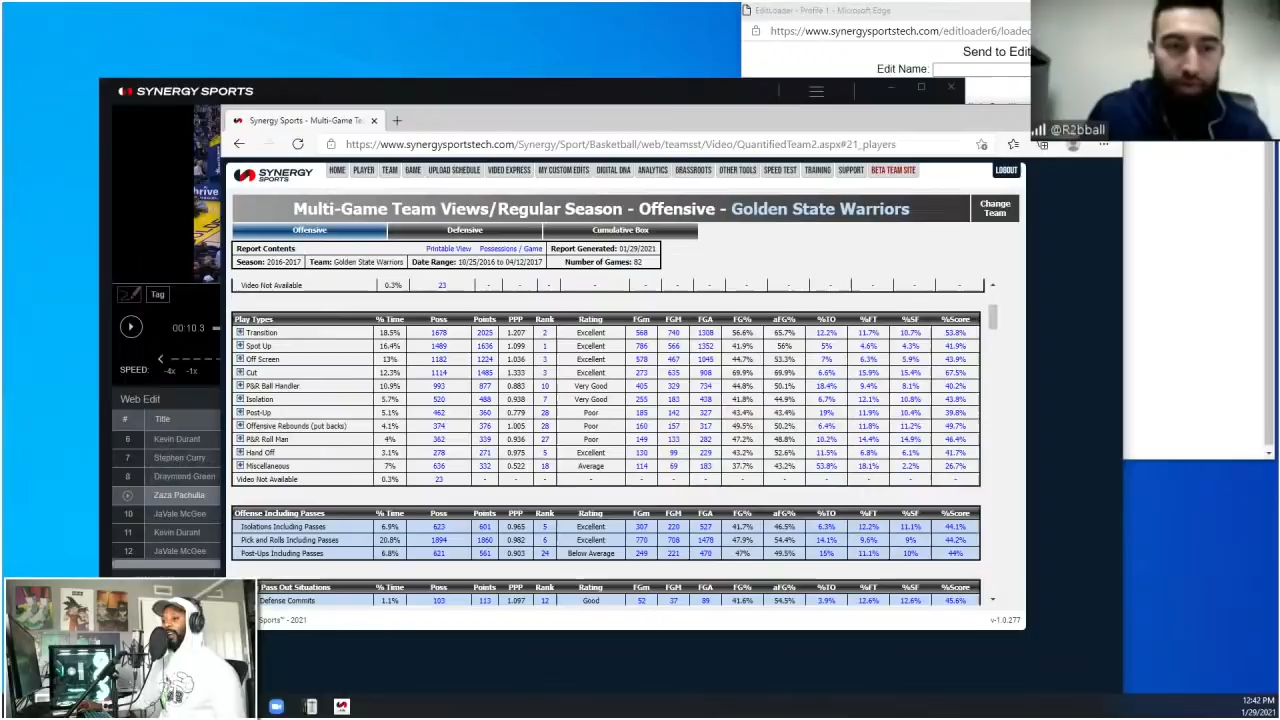 EditLoader - Profile 1 - Microsoft Edge
https://www.synergysportstech.com/editloader6/loadec
Send to Edit
Edit Name:
@R2bball
SYNERGY SPORTS
Synergy Sports - Multi-Game Te
https://www.synergysportstech.com/Synergy/Sport/Basketball/web/teamsst/Video/QuantifiedTeam2.aspx#21_players
SYNERGY SPORTS
HOME PLAYER TEAM GAME UPLOAD SCHEDULE VIDEO EXPRESS MY CUSTOM EDITS DIGITAL DNA ANALYTICS GRASSROOTS OTHER TOOLS SPEED TEST TRAINING SUPPORT BETA TEAM SITE LOGOUT
Multi-Game Team Views/Regular Season - Offensive - Golden State Warriors
Change Team
Offensive Defensive Cumulative Box
Report Contents Printable View Possessions / Game Report Generated: 01/29/2021
Season: 2016-2017 Team: Golden State Warriors Date Range: 10/25/2016 to 04/12/2017 Number of Games: 82
Video Not Available 0.3% 23 - - - - - - - - - - - - -
Play Types % Time Poss Points PPP Rank Rating FGm FGM FGA FG% aFG% %TO %FT %SF %Score
Transition 18.5% 1678 2025 1.207 2 Excellent 568 740 1308 56.6% 65.7% 12.2% 11.7% 10.7% 53.8%
Spot Up 16.4% 1489 1636 1.099 1 Excellent 786 566 1352 41.9% 56% 5% 4.6% 4.3% 41.9%
Off Screen 13% 1182 1224 1.036 3 Excellent 578 467 1045 44.7% 53.3% 7% 6.3% 5.9% 43.9%
Cut 12.3% 1114 1485 1.333 3 Excellent 273 635 908 69.9% 69.9% 6.6% 15.9% 15.4% 67.5%
P&R Ball Handler 10.9% 993 877 0.883 10 Very Good 405 329 734 44.8% 50.1% 18.4% 9.4% 8.1% 40.2%
Isolation 5.7% 520 488 0.938 7 Very Good 255 183 438 41.8% 44.9% 6.7% 12.1% 10.8% 43.8%
Post-Up 5.1% 462 360 0.779 28 Poor 185 142 327 43.4% 43.4% 19% 11.9% 10.4% 39.8%
Offensive Rebounds (put backs) 4.1% 374 376 1.005 28 Poor 160 157 317 49.5% 50.2% 6.4% 11.8% 11.2% 49.7%
P&R Roll Man 4% 362 339 0.936 27 Poor 149 133 282 47.2% 48.8% 10.2% 14.4% 14.9% 46.4%
Hand Off 3.1% 278 271 0.975 5 Excellent 130 99 229 43.2% 52.6% 11.5% 6.8% 6.1% 41.7%
Miscellaneous 7% 636 332 0.522 18 Average 114 69 183 37.7% 43.2% 53.8% 18.1% 2.2% 26.7%
Video Not Available 0.3% 23 - - - - - - - - - - - - -
Offense Including Passes % Time Poss Points PPP Rank Rating FGm FGM FGA FG% aFG% %TO %FT %SF %Score
Isolations Including Passes 6.9% 623 601 0.965 5 Excellent 307 220 527 41.7% 46.5% 6.3% 12.2% 11.1% 44.1%
Pick and Rolls Including Passes 20.8% 1894 1860 0.982 6 Excellent 770 708 1478 47.9% 54.4% 14.1% 9.6% 9% 44.2%
Post-Ups Including Passes 6.8% 621 561 0.903 24 Below Average 249 221 470 47% 49.5% 15% 11.1% 10% 44%
Pass Out Situations % Time Poss Points PPP Rank Rating FGm FGM FGA FG% aFG% %TO %FT %SF %Score
Defense Commits 1.1% 103 113 1.097 12 Good 52 37 89 41.6% 54.5% 3.9% 12.6% 12.6% 45.6%
Sports™ - 2021 v-1.0.277
Tag
00:10.3
SPEED: -4x -1x
Web Edit
# Title
6 Kevin Durant
7 Stephen Curry
8 Draymond Green
Zaza Pachulia
10 JaVale McGee
11 Kevin Durant
12 JaVale McGee
12:42 PM
1/29/2021